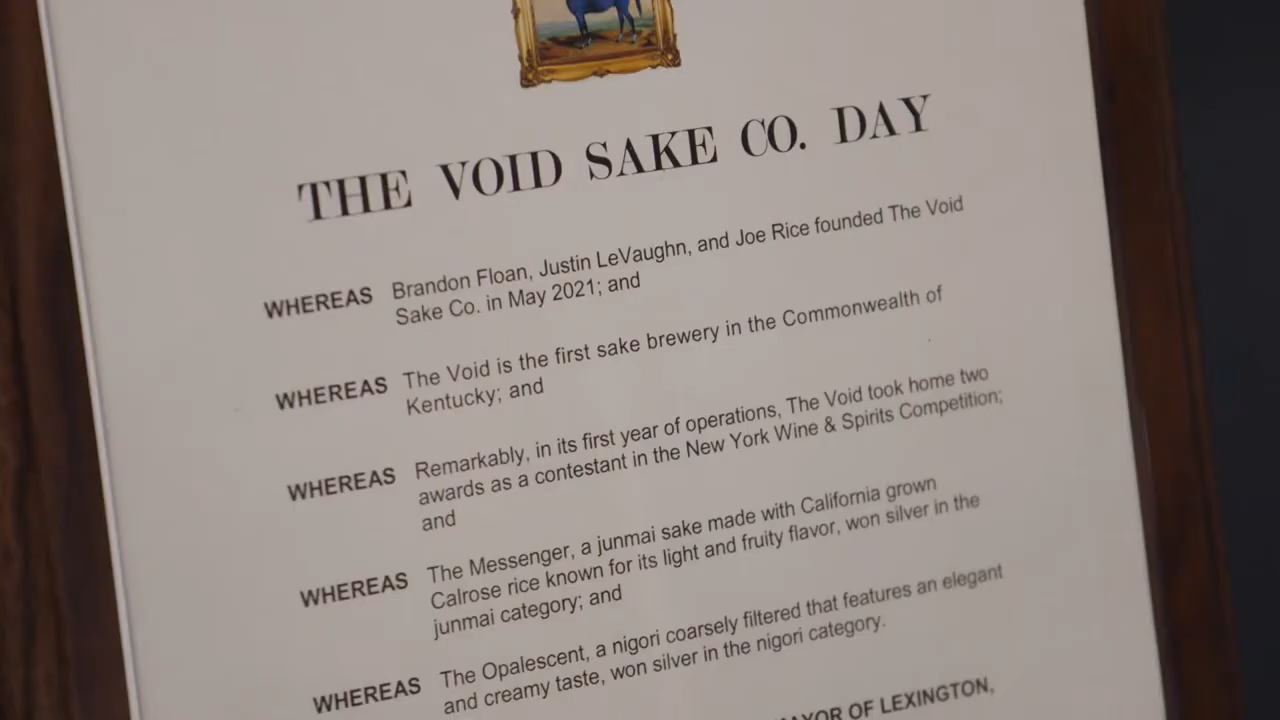 THE VOID SAKE CO. DAY
WHEREAS Brandon Floan, Justin LeVaughn, and Joe Rice founded The Void
Sake Co. in May 2021; and
WHEREAS The Void is the first sake brewery in the Commonwealth of
Kentucky; and
WHEREAS Remarkably, in its first year of operations, The Void took home two
awards as a contestant in the New York Wine & Spirits Competition;
and
WHEREAS The Messenger, a junmai sake made with California grown
Calrose rice known for its light and fruity flavor, won silver in the
junmai category; and
WHEREAS The Opalescent, a nigori coarsely filtered that features an elegant
and creamy taste, won silver in the nigori category.
MAYOR OF LEXINGTON,